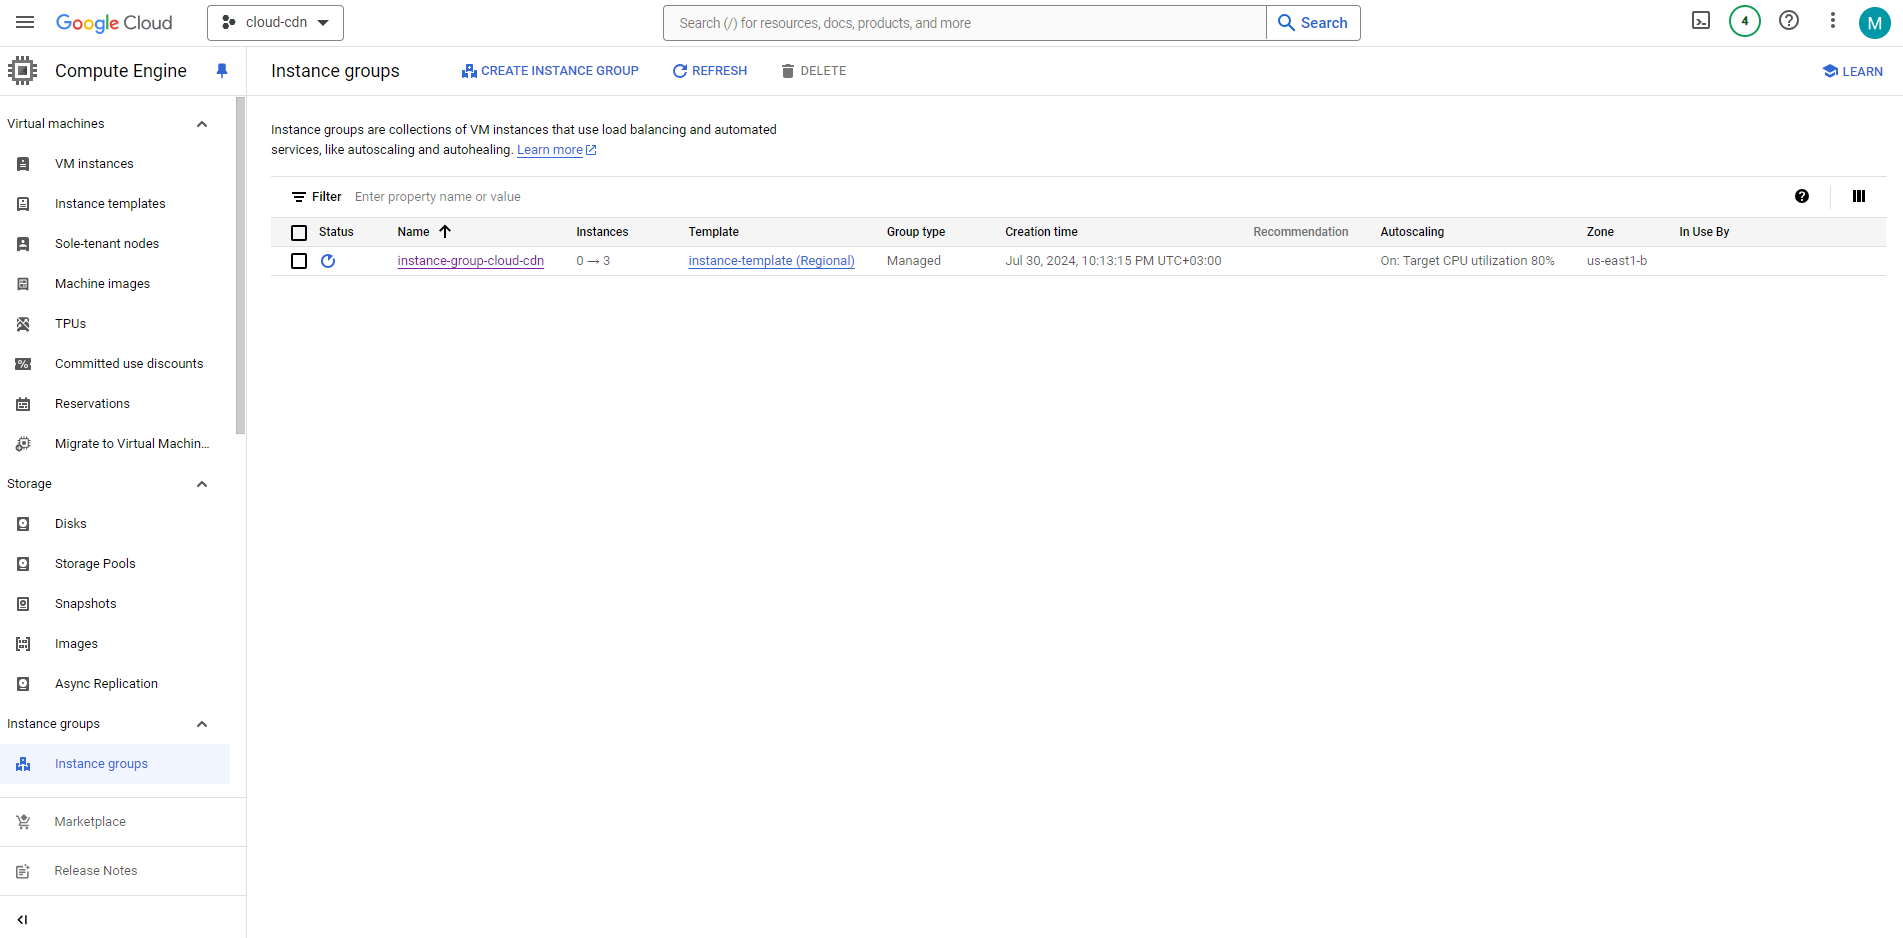 Google Cloud
cloud-cdn
Search (/) for resources, docs, products, and more
Search
4
M
Compute Engine
Instance groups
CREATE INSTANCE GROUP
REFRESH
DELETE
LEARN
Virtual machines
VM instances
Instance templates
Sole-tenant nodes
Machine images
TPUs
Committed use discounts
Reservations
Migrate to Virtual Machin...
Storage
Disks
Storage Pools
Snapshots
Images
Async Replication
Instance groups
Instance groups
Marketplace
Release Notes
Instance groups are collections of VM instances that use load balancing and automated
services, like autoscaling and autohealing. Learn more
Filter Enter property name or value
Status Name Instances Template Group type Creation time Recommendation Autoscaling Zone In Use By
instance-group-cloud-cdn 0 → 3 instance-template (Regional) Managed Jul 30, 2024, 10:13:15 PM UTC+03:00 On: Target CPU utilization 80% us-east1-b